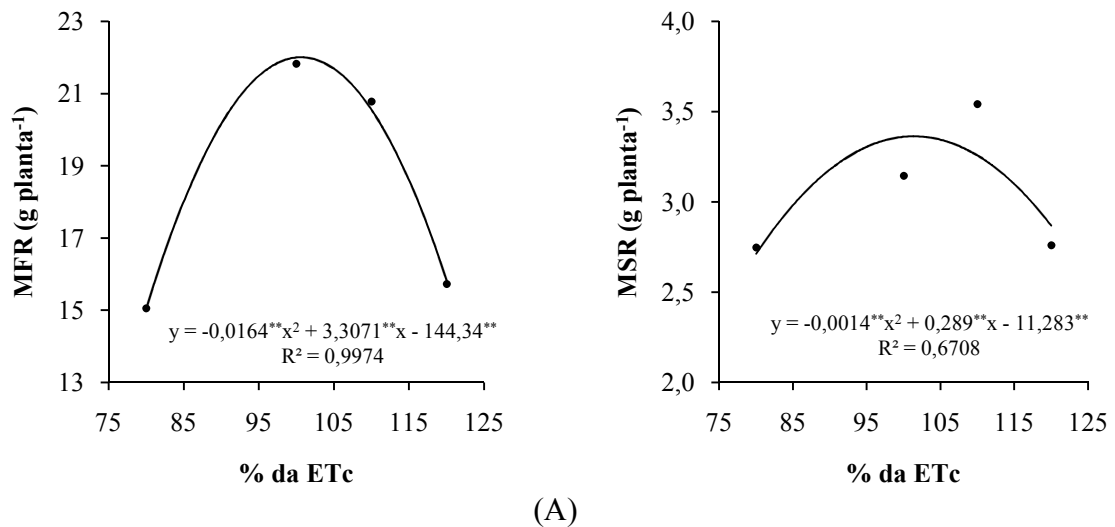 23
21
19
17
15
13
MFR (g planta⁻¹)
y = -0,0164**x² + 3,3071**x - 144,34**
R² = 0,9974
75 85 95 105 115 125
% da ETc
4,0
3,5
3,0
2,5
2,0
MSR (g planta⁻¹)
y = -0,0014**x² + 0,289**x - 11,283**
R² = 0,6708
75 85 95 105 115 125
% da ETc
(A)